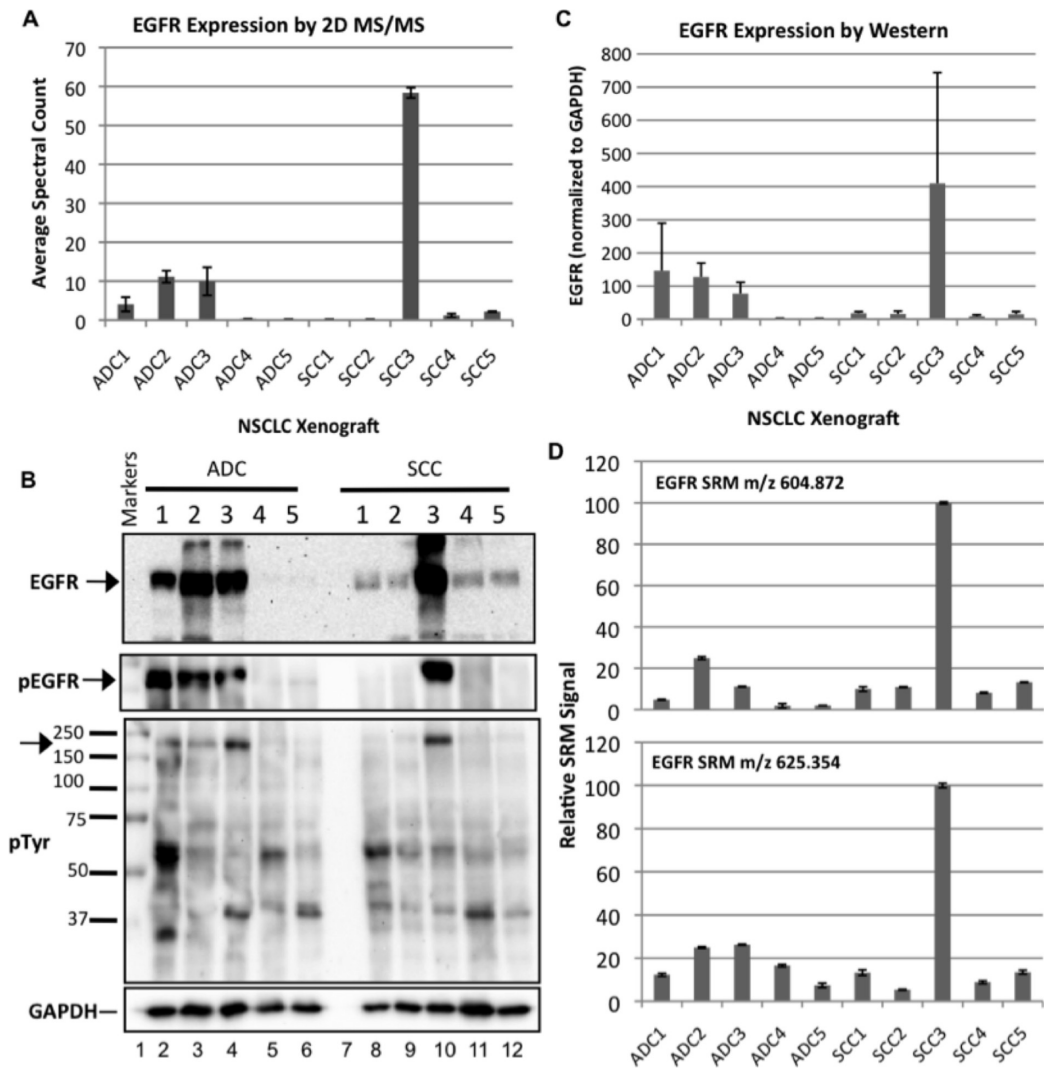 A
EGFR Expression by 2D MS/MS
Average Spectral Count
70
60
50
40
30
20
10
0
ADC1
ADC2
ADC3
ADC4
ADC5
SCC1
SCC2
SCC3
SCC4
SCC5
NSCLC Xenograft
C
EGFR Expression by Western
EGFR (normalized to GAPDH)
800
700
600
500
400
300
200
100
0
ADC1
ADC2
ADC3
ADC4
ADC5
SCC1
SCC2
SCC3
SCC4
SCC5
NSCLC Xenograft
B
Markers
ADC
SCC
1 2 3 4 5 1 2 3 4 5
EGFR
pEGFR
250
150
100
75
pTyr
50
37
GAPDH
1 2 3 4 5 6 7 8 9 10 11 12
D
Relative SRM Signal
120
100
80
60
40
20
0
EGFR SRM m/z 604.872
120
100
80
60
40
20
0
EGFR SRM m/z 625.354
ADC1
ADC2
ADC3
ADC4
ADC5
SCC1
SCC2
SCC3
SCC4
SCC5